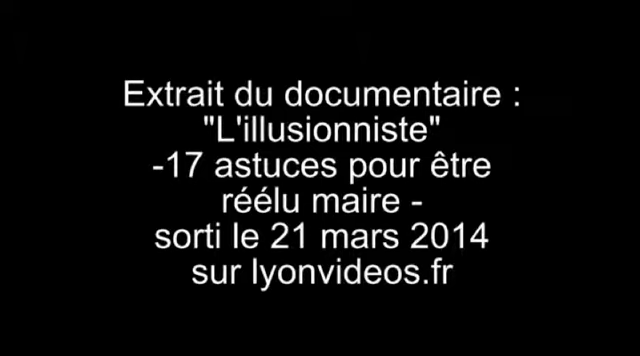 Extrait du documentaire :
"L'illusionniste"
-17 astuces pour être
réélu maire -
sorti le 21 mars 2014
sur lyonvideos.fr